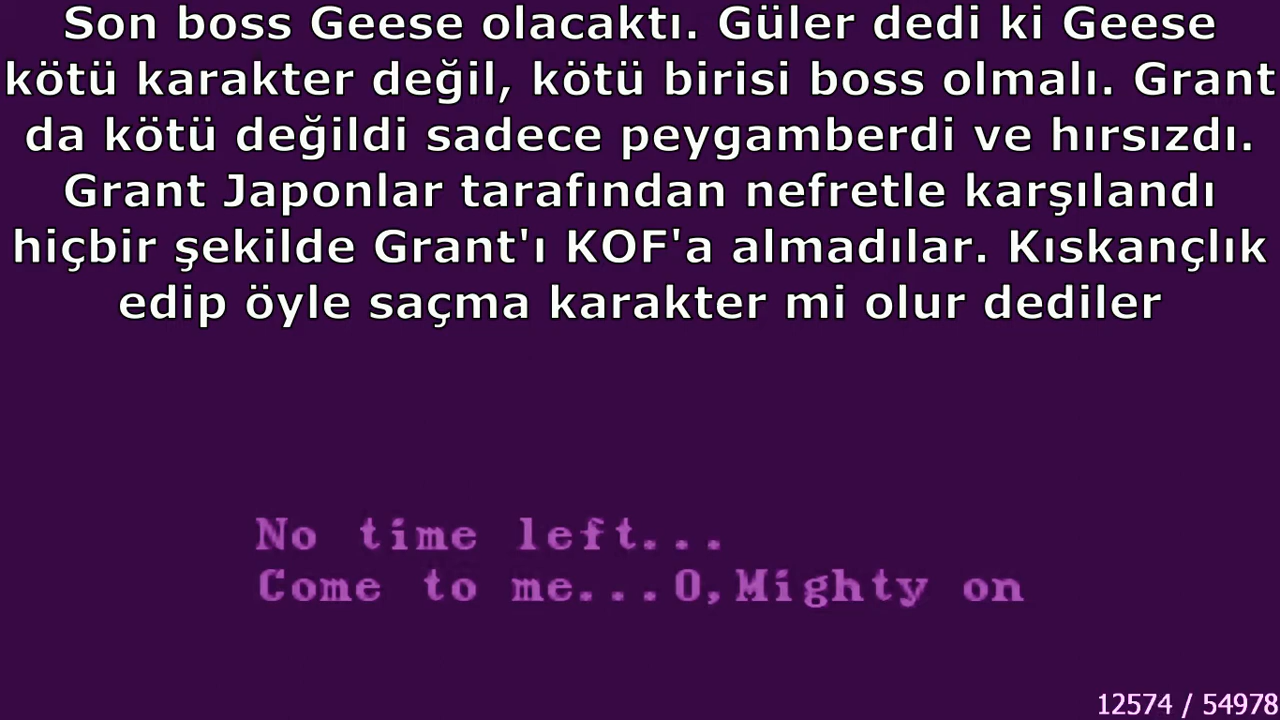 Son boss Geese olacaktı. Güler dedi ki Geese
kötü karakter değil, kötü birisi boss olmalı. Grant
da kötü değildi sadece peygamberdi ve hırsızdı.
Grant Japonlar tarafından nefretle karşılandı
hiçbir şekilde Grant'ı KOF'a almadılar. Kıskançlık
edip öyle saçma karakter mi olur dediler
No time left...
Come to me...O,Mighty on
12574 / 54978